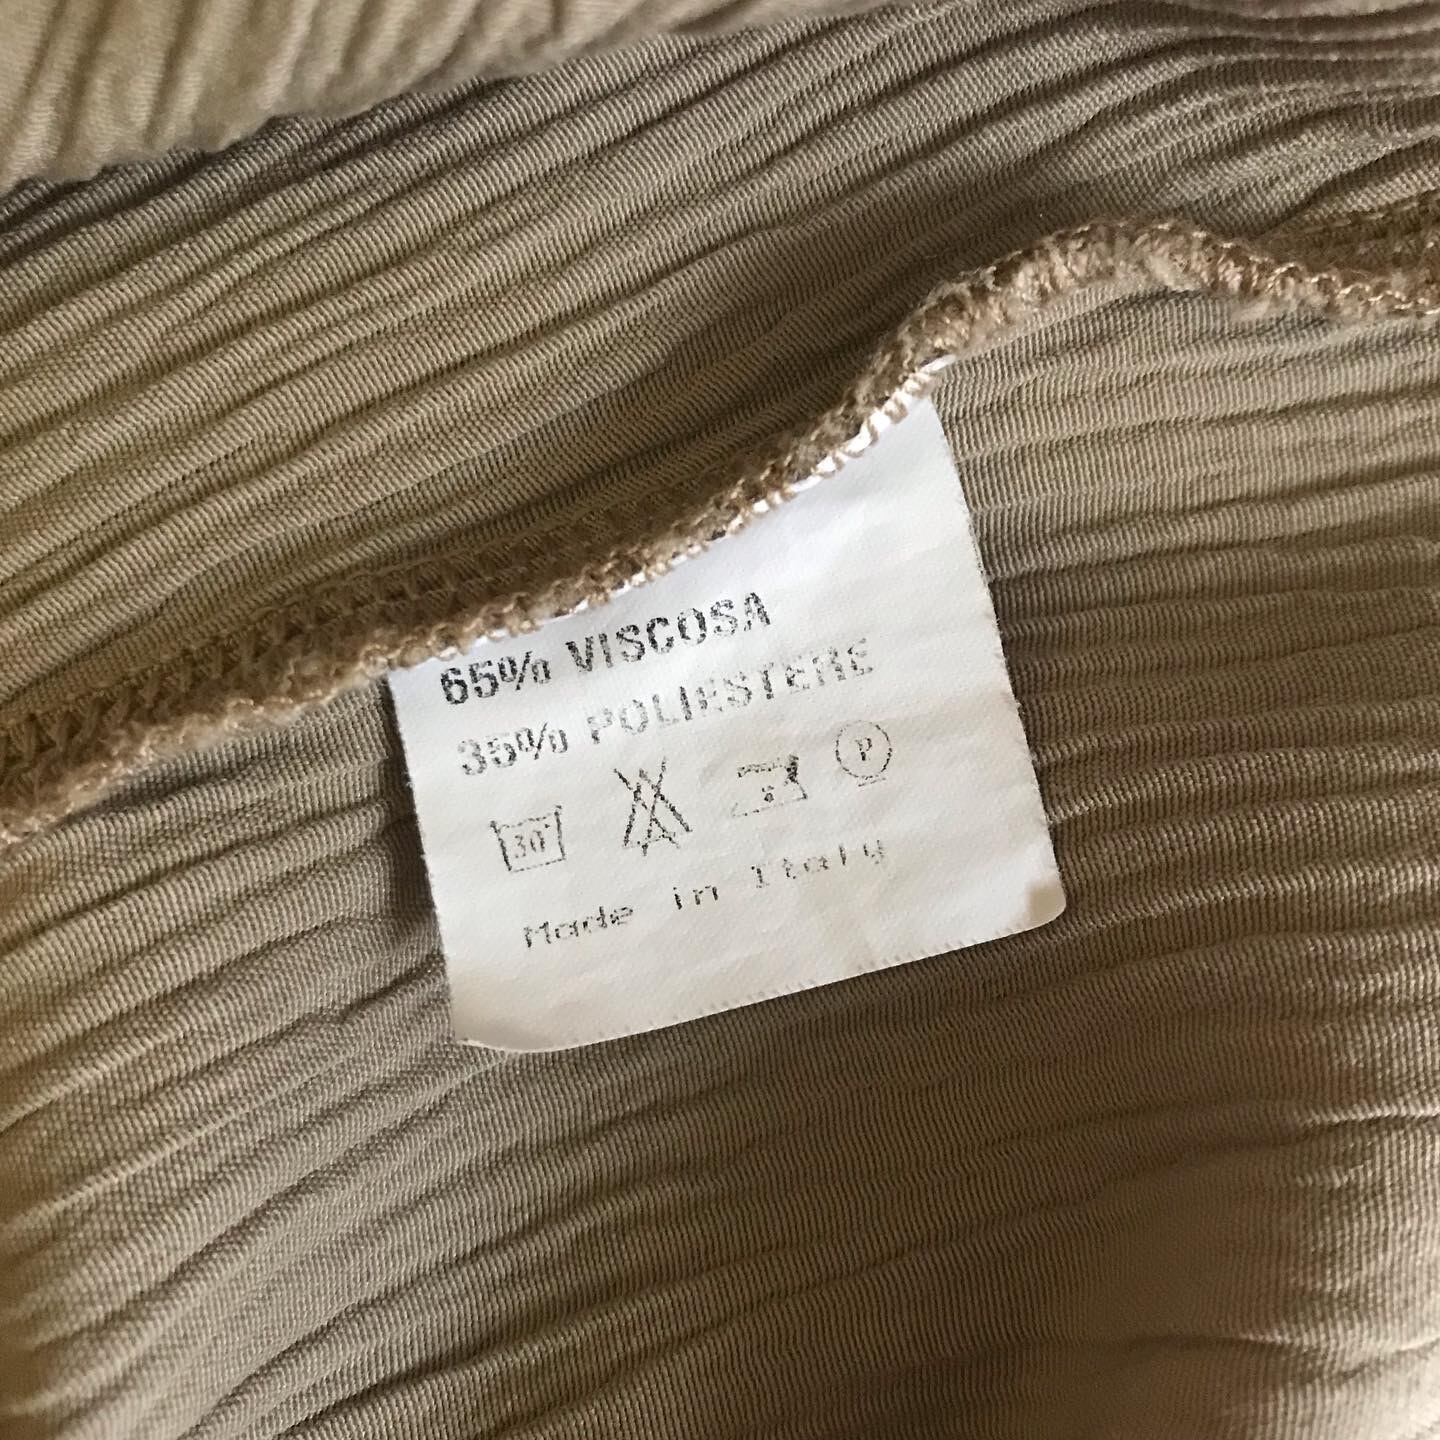 65% VISCOSA
35% POLIESTERE
30° P
Made in Italy